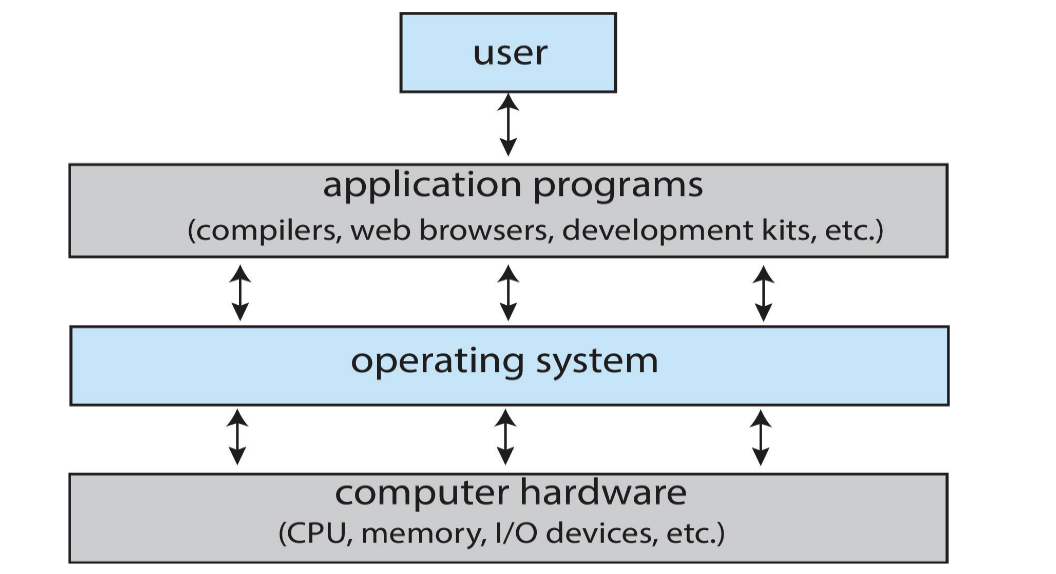 user
application programs
(compilers, web browsers, development kits, etc.)
operating system
computer hardware
(CPU, memory, I/O devices, etc.)